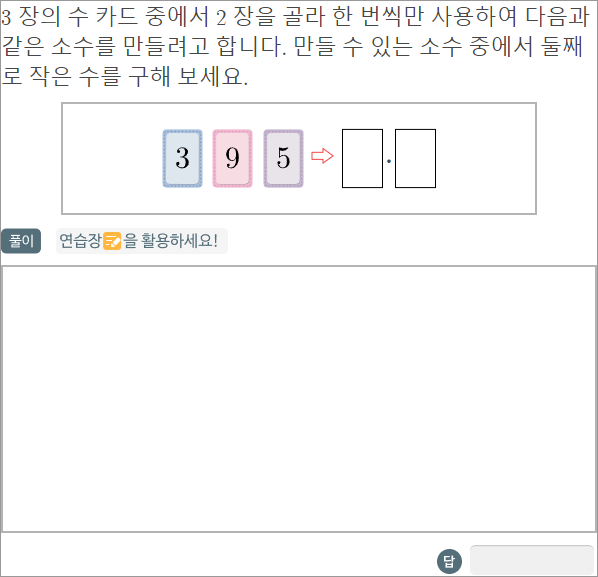 3 장의 수 카드 중에서 2 장을 골라 한 번씩만 사용하여 다음과
같은 소수를 만들려고 합니다. 만들 수 있는 소수 중에서 둘째
로 작은 수를 구해 보세요.
3 9 5 ⇨ □.□
풀이 연습장을 활용하세요!
답